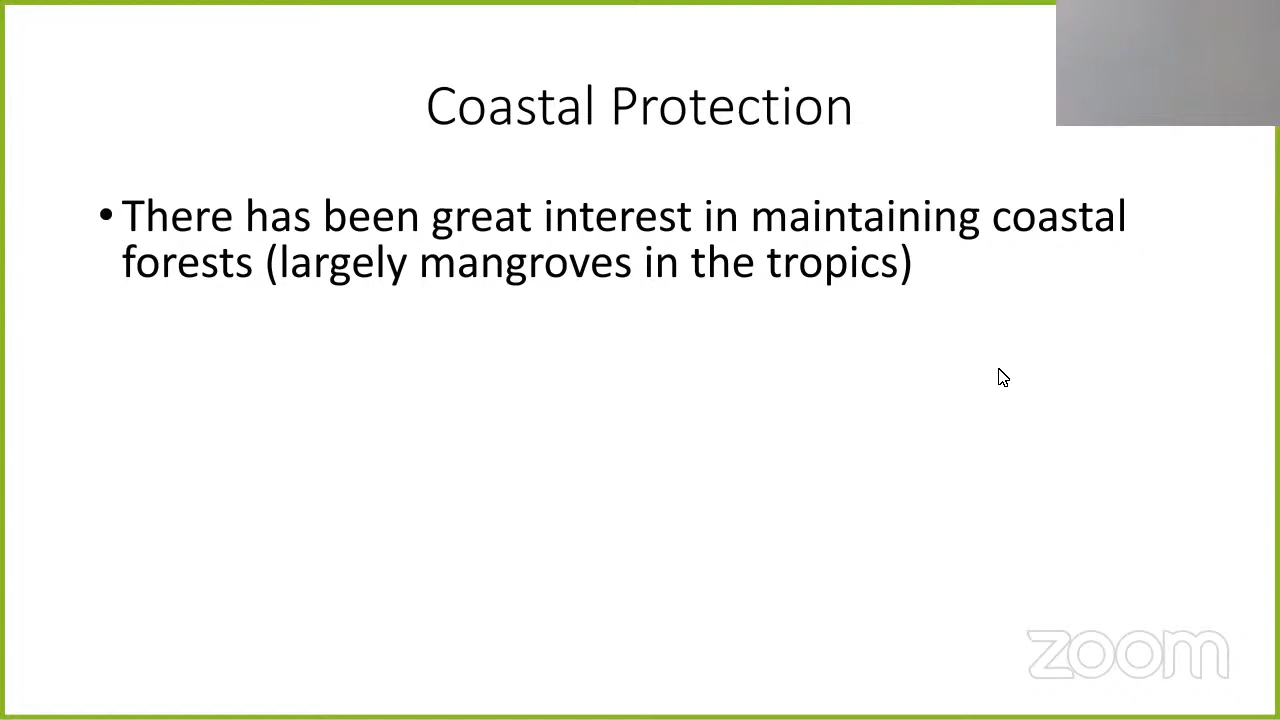 Coastal Protection
• There has been great interest in maintaining coastal
forests (largely mangroves in the tropics)
zoom